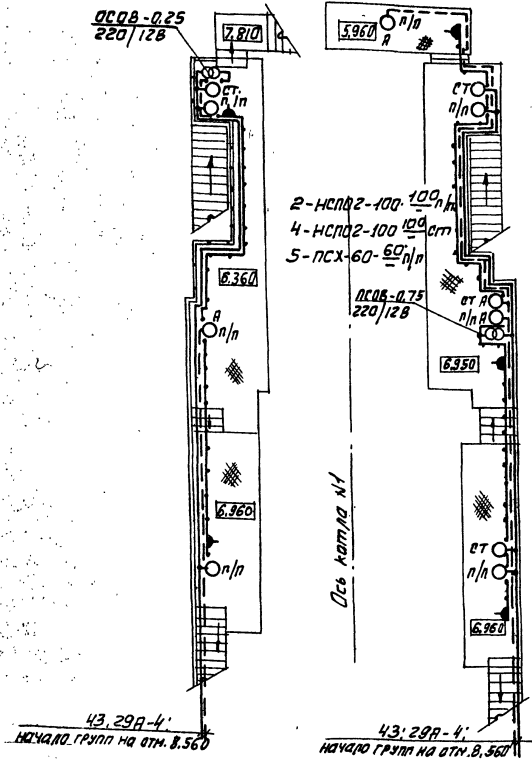 ОСОВ-0,25
220/12В
7,810
5,960
п/п
А
ст.
п/п
ст
п/п
2-НСП02-100· 100 п/п
4-НСП02-100 100 ст
5-ПСХ-60- 60 п/п
6,360
ст А
п/п А
ОСОВ-0,75
220/12В
А
п/п
6,950
6,960
Ось котла №1
ст
п/п
п/п
6,960
43; 29А-4;
начало групп на отм. 8.560
43; 29А-4;
начало групп на отм. 8,560